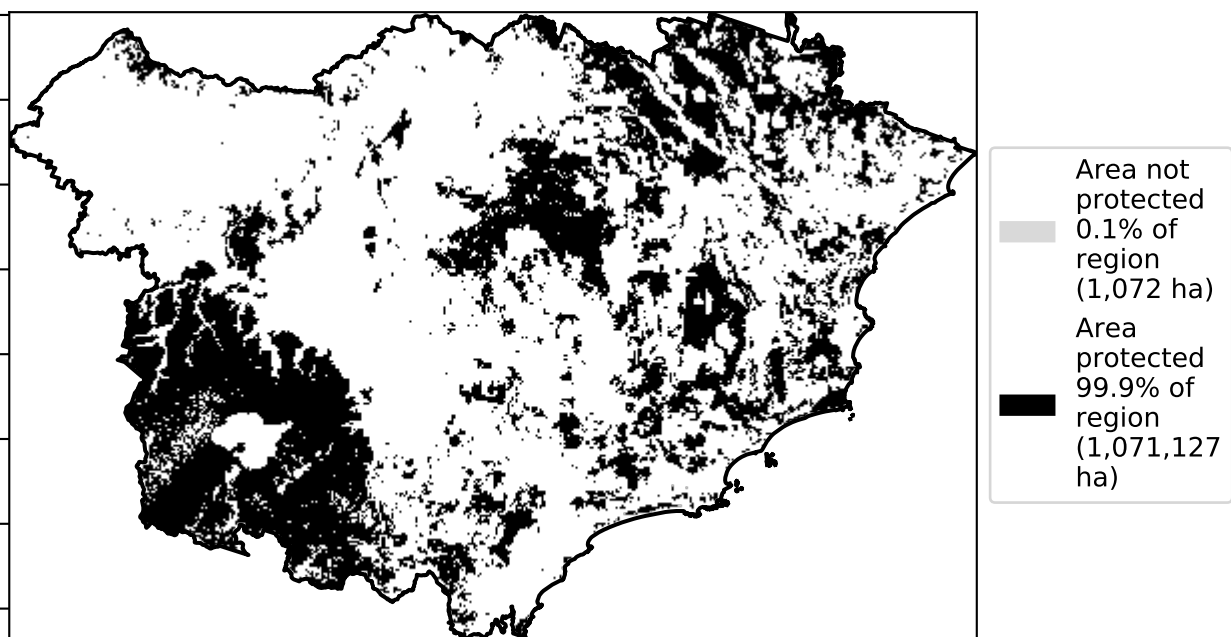 Area not
protected
0.1% of
region
(1,072 ha)
Area
protected
99.9% of
region
(1,071,127
ha)